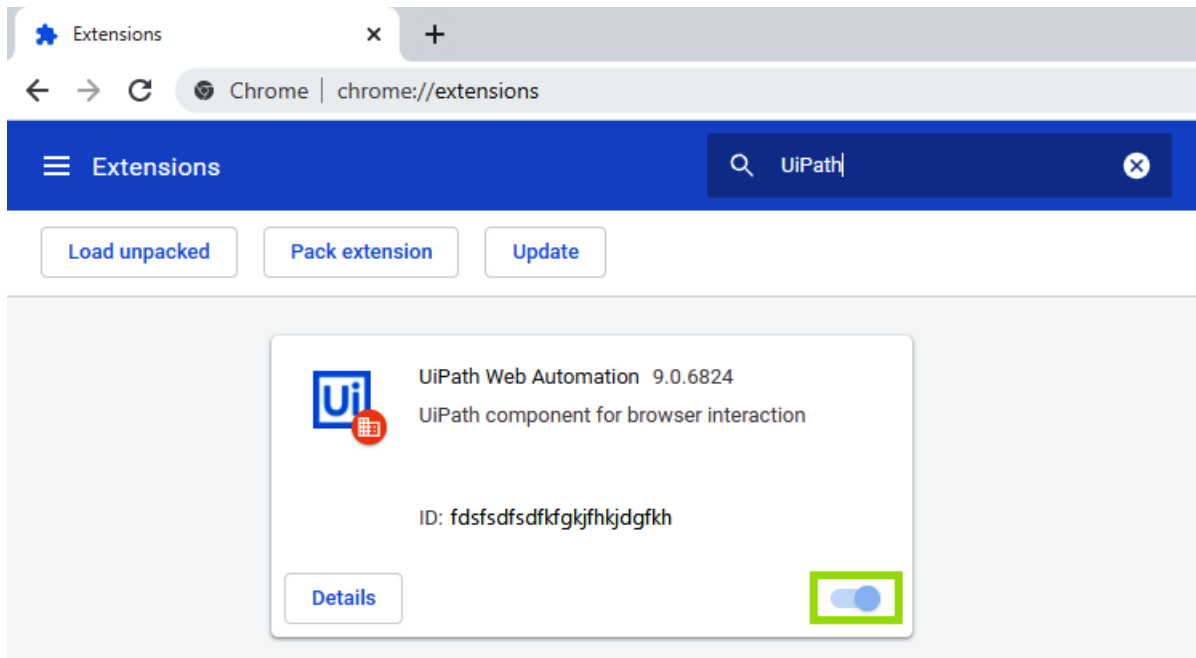 Extensions
Chrome | chrome://extensions
Extensions
UiPath
Load unpacked Pack extension Update
UiPath Web Automation 9.0.6824
Ui
UiPath component for browser interaction
ID: fdsfsdfsdfkfgkjfhkjdgfkh
Details